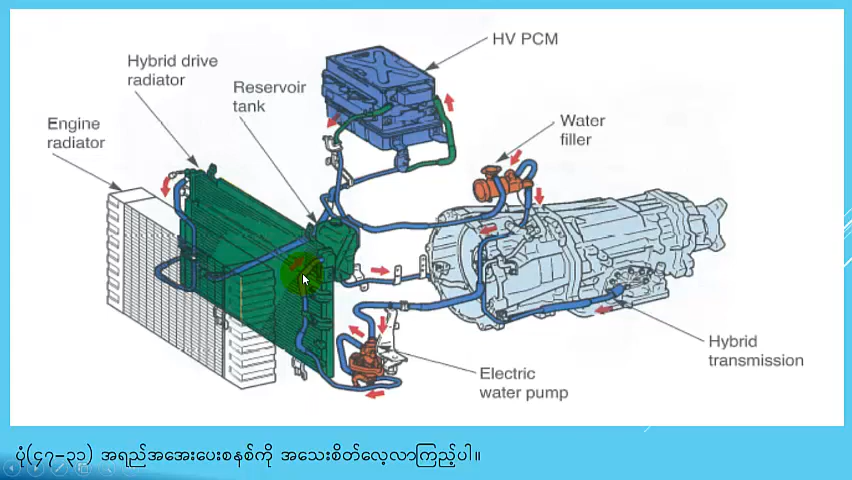 HV PCM
Hybrid drive
radiator
Reservoir
tank
Engine
radiator
Water
filler
Hybrid
transmission
Electric
water pump
ပုံ(၄၇-၃၁) အရည်အအေးပေးစနစ်ကို အသေးစိတ်လေ့လာကြည့်ပါ။